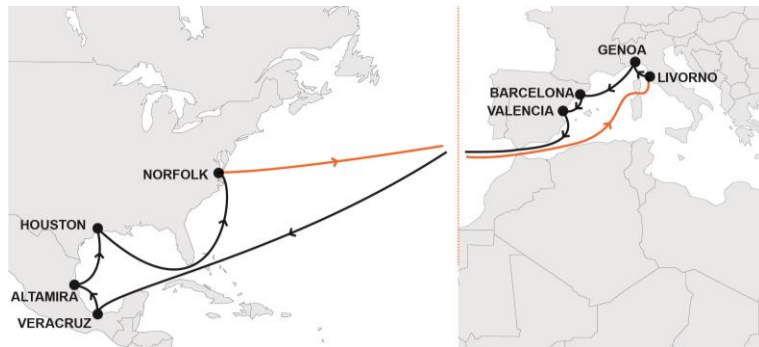 GENOA
LIVORNO
BARCELONA
VALENCIA
NORFOLK
HOUSTON
ALTAMIRA
VERACRUZ